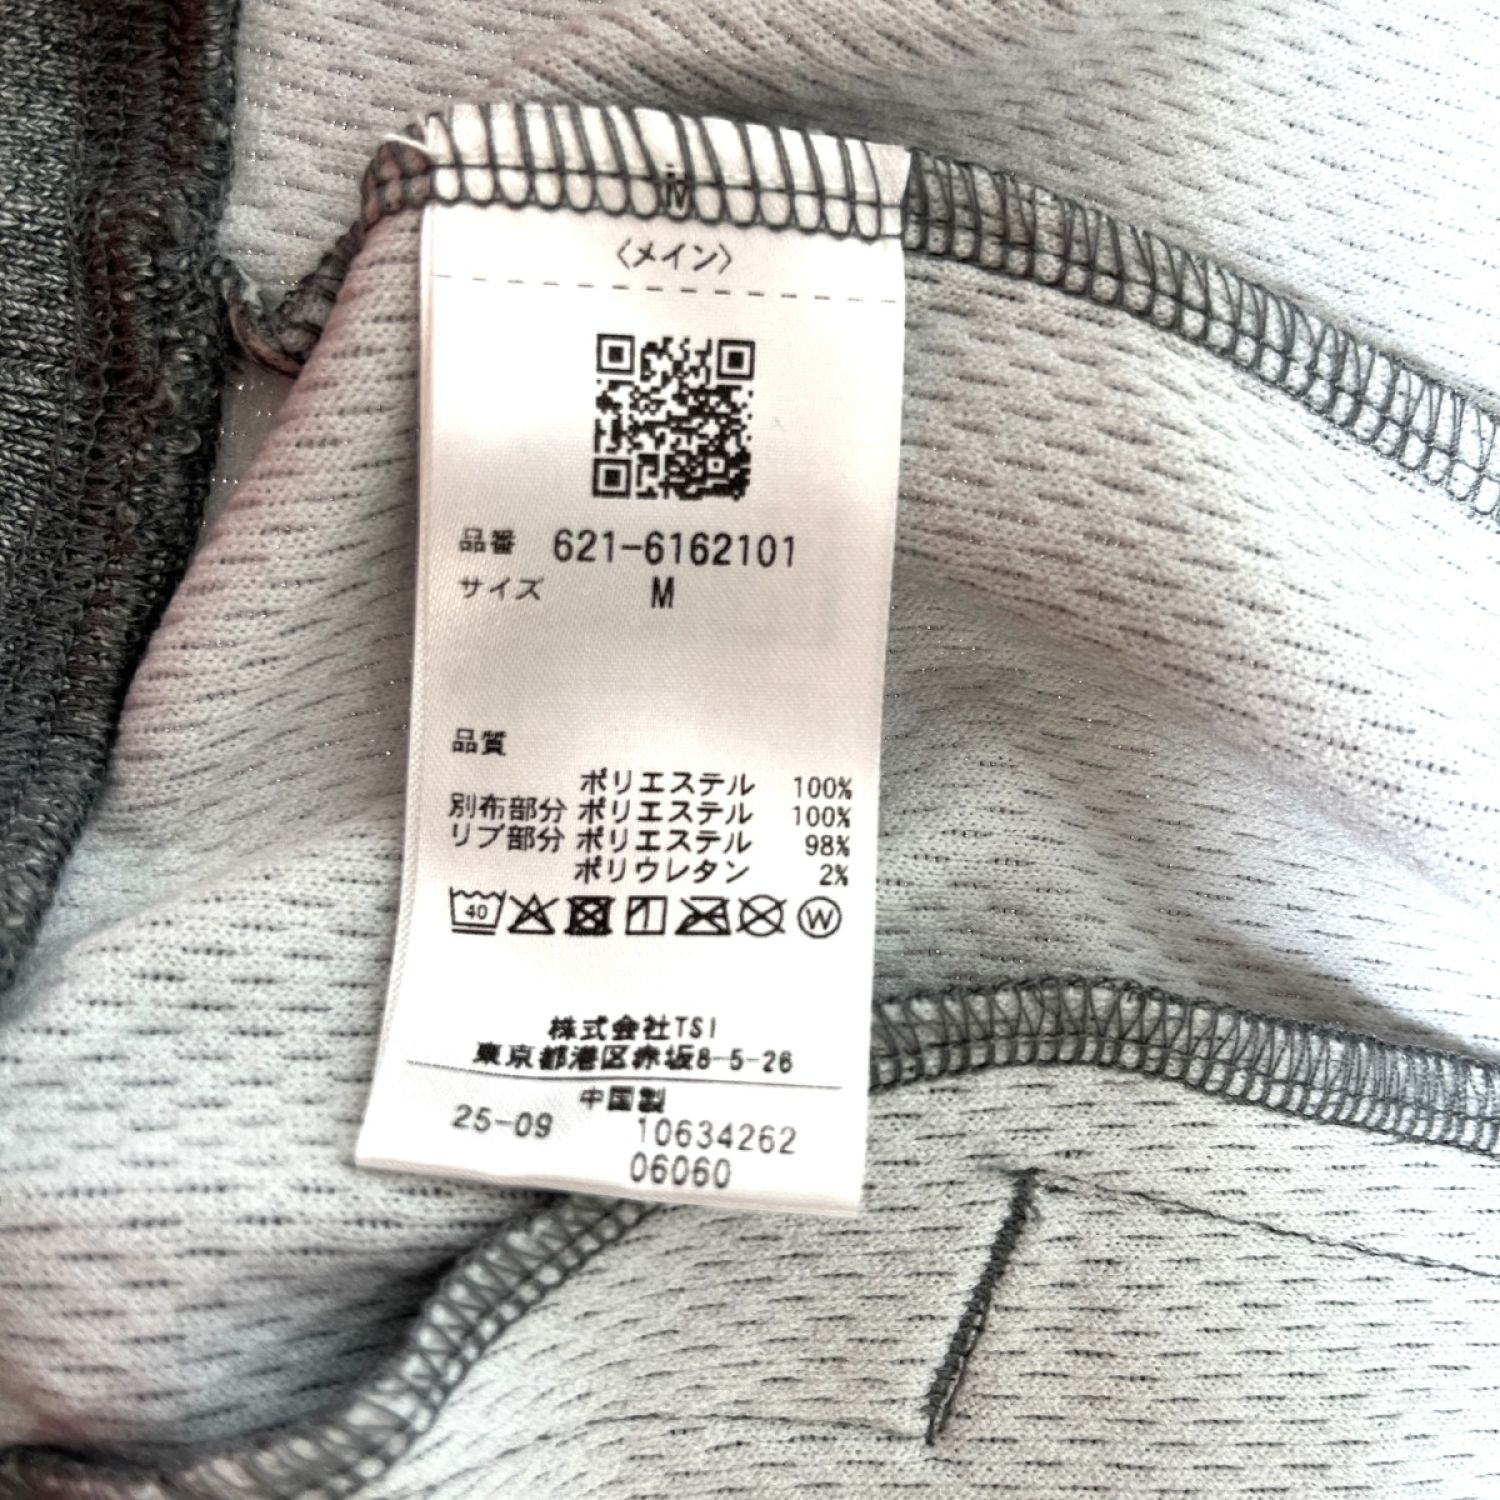 〈メイン〉
品番 621-6162101
サイズ M
品質
ポリエステル 100%
別布部分 ポリエステル 100%
リブ部分 ポリエステル 98%
ポリウレタン 2%
40
W
株式会社TSI
東京都港区赤坂8-5-26
中国製
25-09 10634262
06060